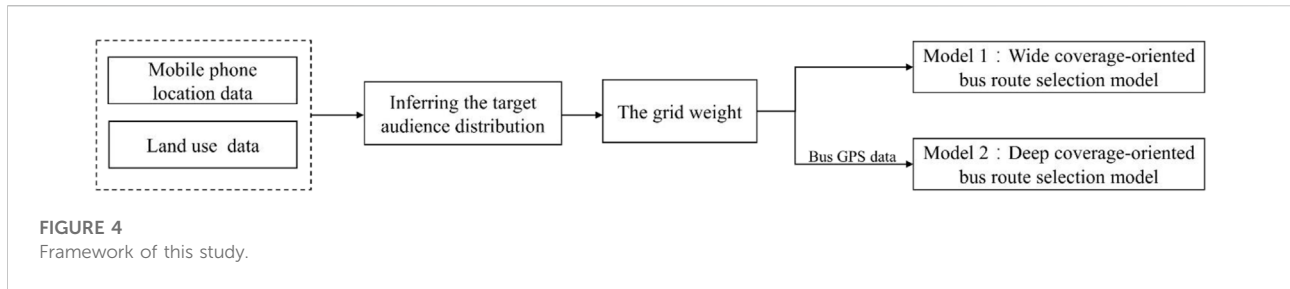 Mobile phone
location data
Land use data
Inferring the target
audience distribution
The grid weight
Model 1：Wide coverage-oriented
bus route selection model
Bus GPS data
Model 2：Deep coverage-oriented
bus route selection model
FIGURE 4
Framework of this study.